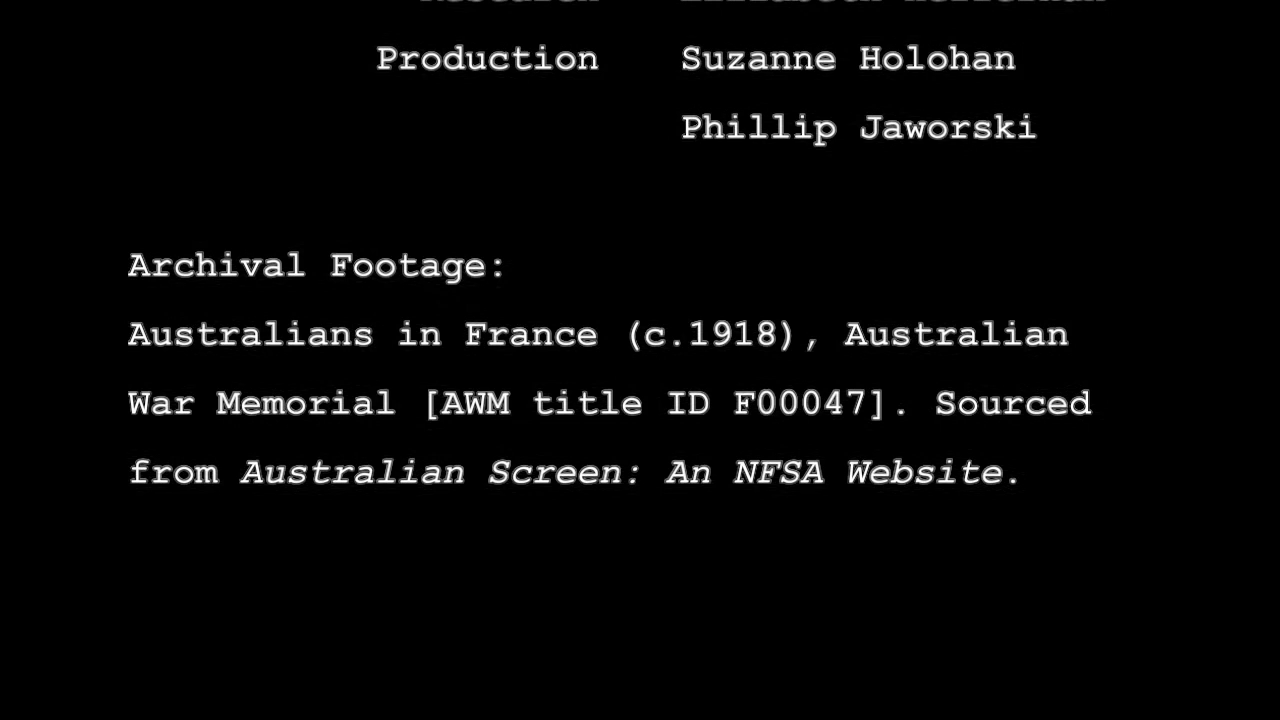 Production Suzanne Holohan
Phillip Jaworski
Archival Footage:
Australians in France (c.1918), Australian
War Memorial [AWM title ID F00047]. Sourced
from Australian Screen: An NFSA Website.